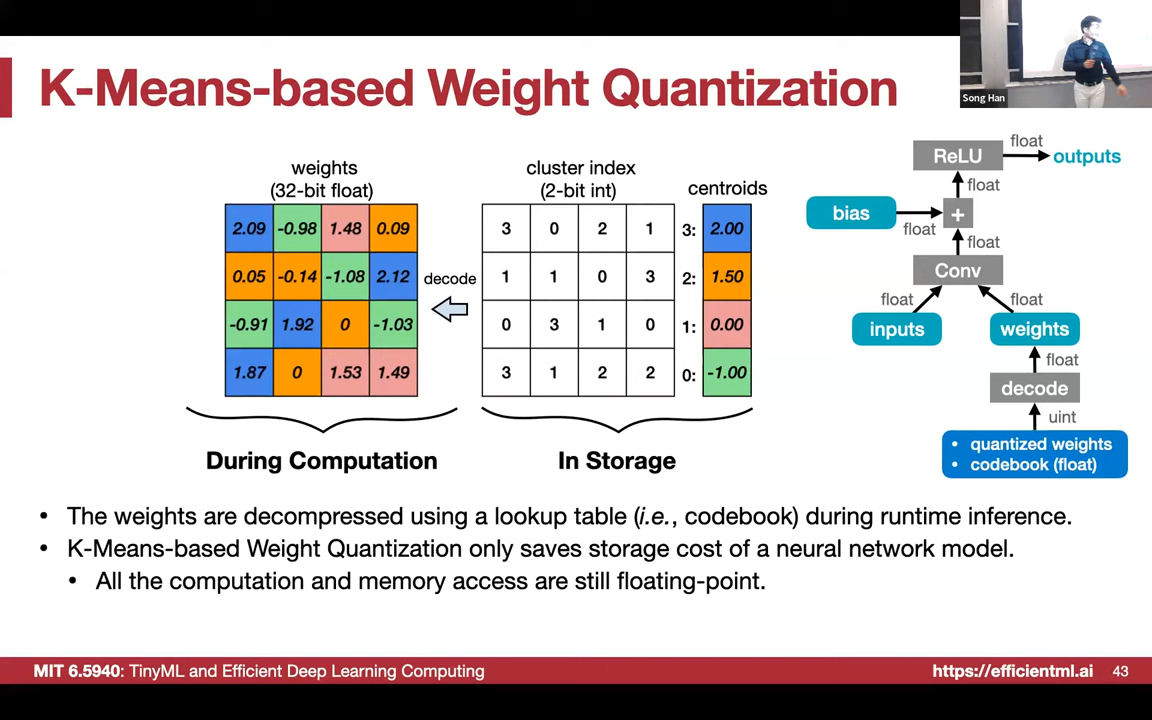 K-Means-based Weight Quantization
Song Han
weights
(32-bit float)
2.09 -0.98 1.48 0.09
0.05 -0.14 -1.08 2.12
-0.91 1.92 0 -1.03
1.87 0 1.53 1.49
During Computation
decode
cluster index
(2-bit int)
3 0 2 1
1 1 0 3
0 3 1 0
3 1 2 2
centroids
3: 2.00
2: 1.50
1: 0.00
0: -1.00
In Storage
ReLU
float
outputs
float
bias
float
+
float
Conv
float
float
inputs
weights
float
decode
uint
• quantized weights
• codebook (float)
• The weights are decompressed using a lookup table (i.e., codebook) during runtime inference.
• K-Means-based Weight Quantization only saves storage cost of a neural network model.
• All the computation and memory access are still floating-point.
MIT 6.5940: TinyML and Efficient Deep Learning Computing
https://efficientml.ai
43